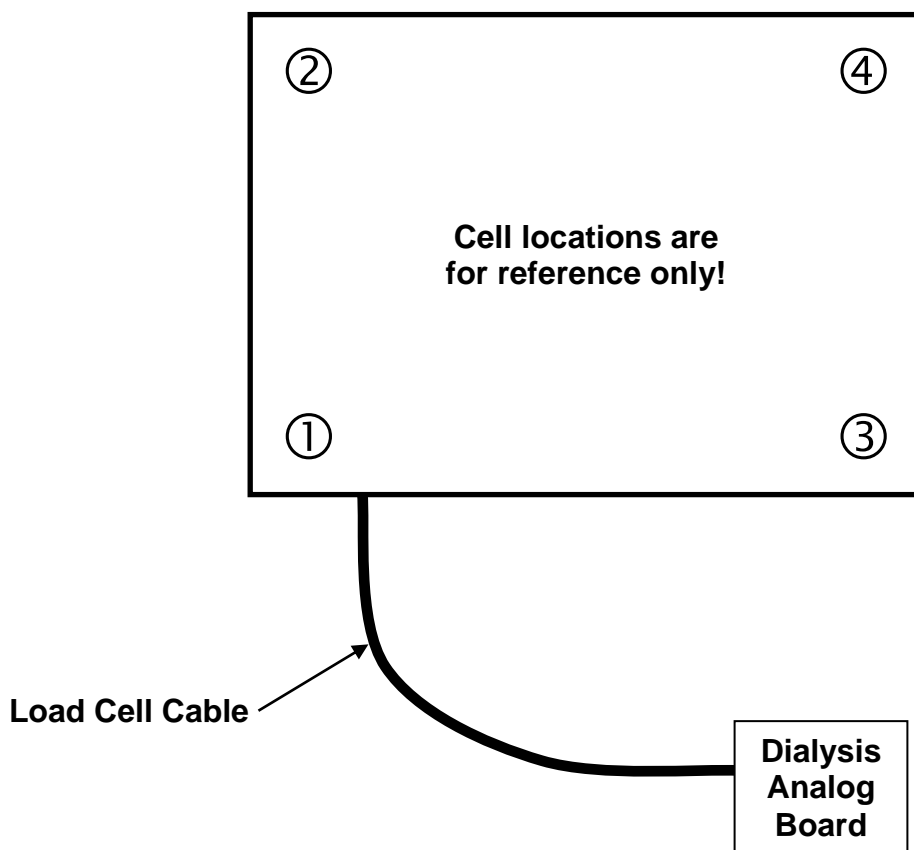 ② ④
Cell locations are
for reference only!
① ③
Load Cell Cable
Dialysis
Analog
Board